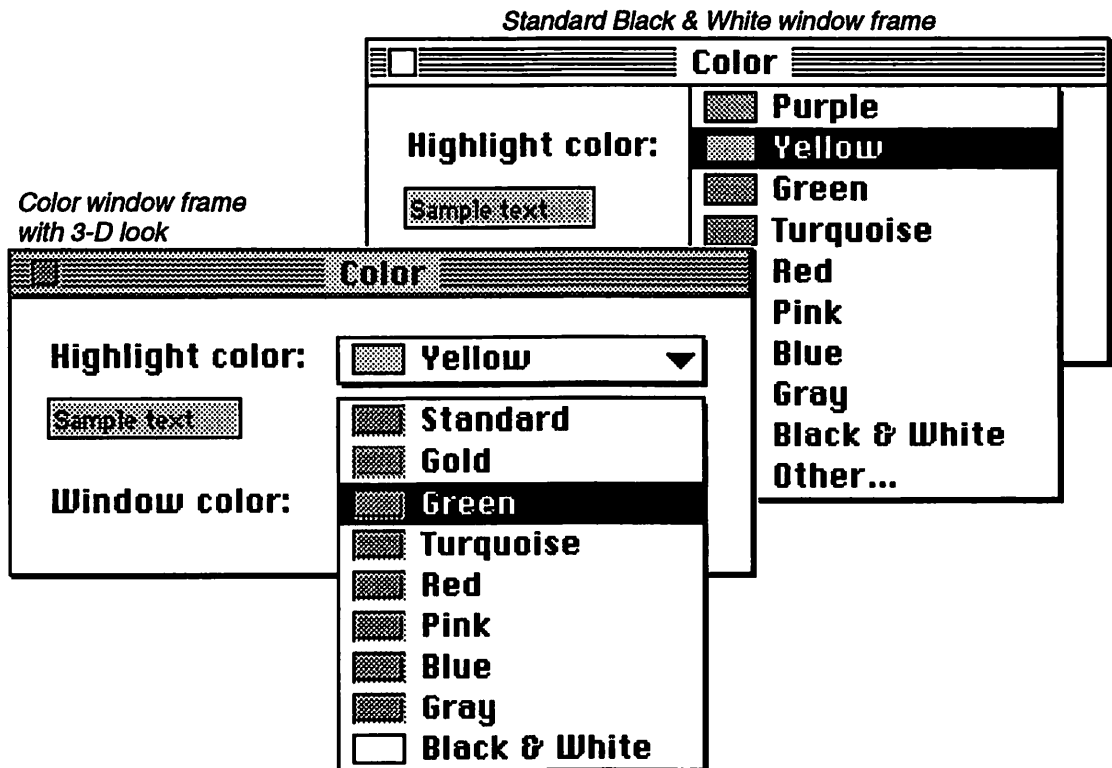 Standard Black & White window frame
Color
Highlight color:
Sample text
Purple
Yellow
Green
Turquoise
Red
Pink
Blue
Gray
Black & White
Other...
Color window frame
with 3-D look
Color
Highlight color:
Yellow
Sample text
Window color:
Standard
Gold
Green
Turquoise
Red
Pink
Blue
Gray
Black & White